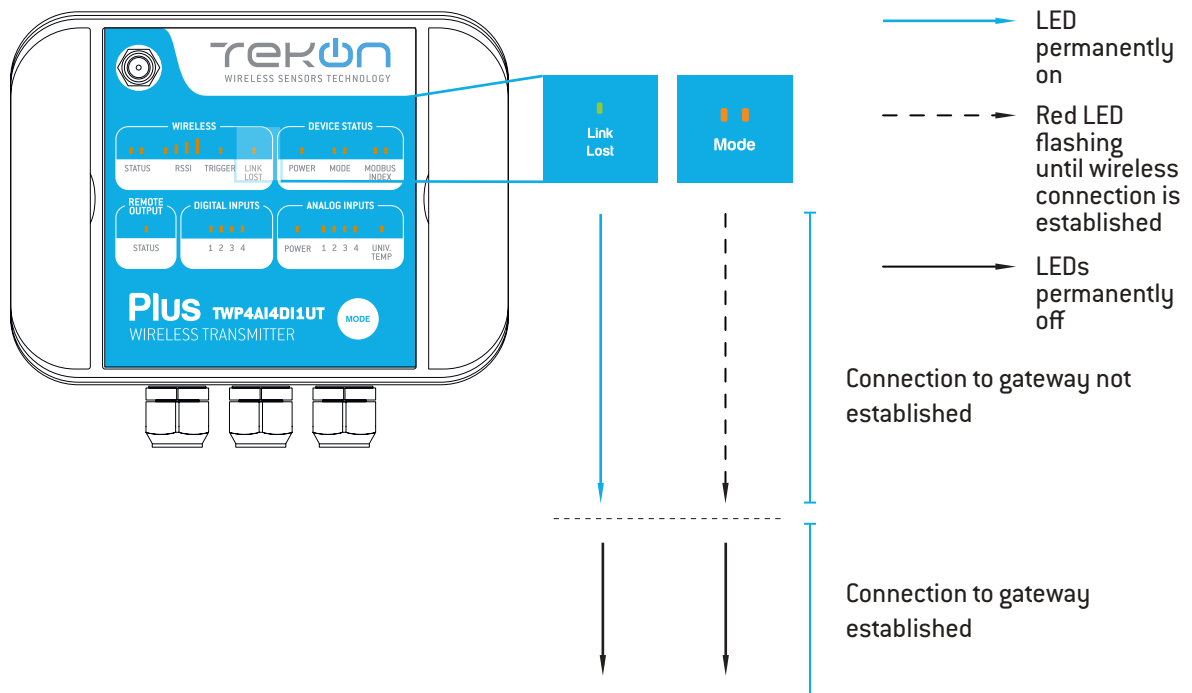 TEKON
WIRELESS SENSORS TECHNOLOGY
WIRELESS
DEVICE STATUS
STATUS RSSI TRIGGER LINK LOST
POWER MODE MODBUS INDEX
REMOTE OUTPUT
DIGITAL INPUTS
ANALOG INPUTS
STATUS
1 2 3 4
POWER 1 2 3 4 UNIV. TEMP
Plus TWP4AI4DI1UT
WIRELESS TRANSMITTER
MODE
Link
Lost
Mode
LED
permanently
on
Red LED
flashing
until wireless
connection is
established
LEDs
permanently
off
Connection to gateway not
established
Connection to gateway
established